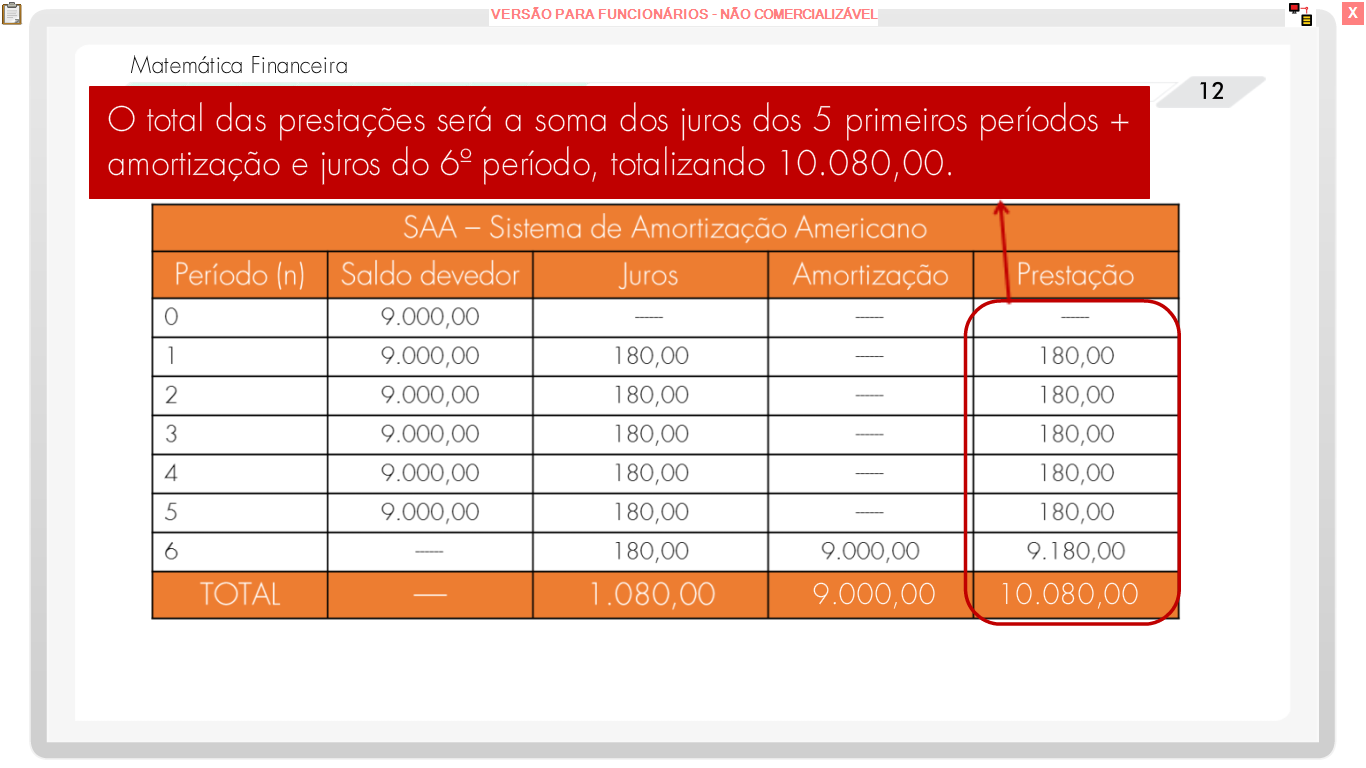 VERSÃO PARA FUNCIONÁRIOS - NÃO COMERCIALIZÁVEL
X
Matemática Financeira
12
O total das prestações será a soma dos juros dos 5 primeiros períodos +
amortização e juros do 6º período, totalizando 10.080,00.
SAA – Sistema de Amortização Americano
Período (n) Saldo devedor Juros Amortização Prestação
0 9.000,00 ------ ------ ------
1 9.000,00 180,00 ------ 180,00
2 9.000,00 180,00 ------ 180,00
3 9.000,00 180,00 ------ 180,00
4 9.000,00 180,00 ------ 180,00
5 9.000,00 180,00 ------ 180,00
6 ------ 180,00 9.000,00 9.180,00
TOTAL ---- 1.080,00 9.000,00 10.080,00